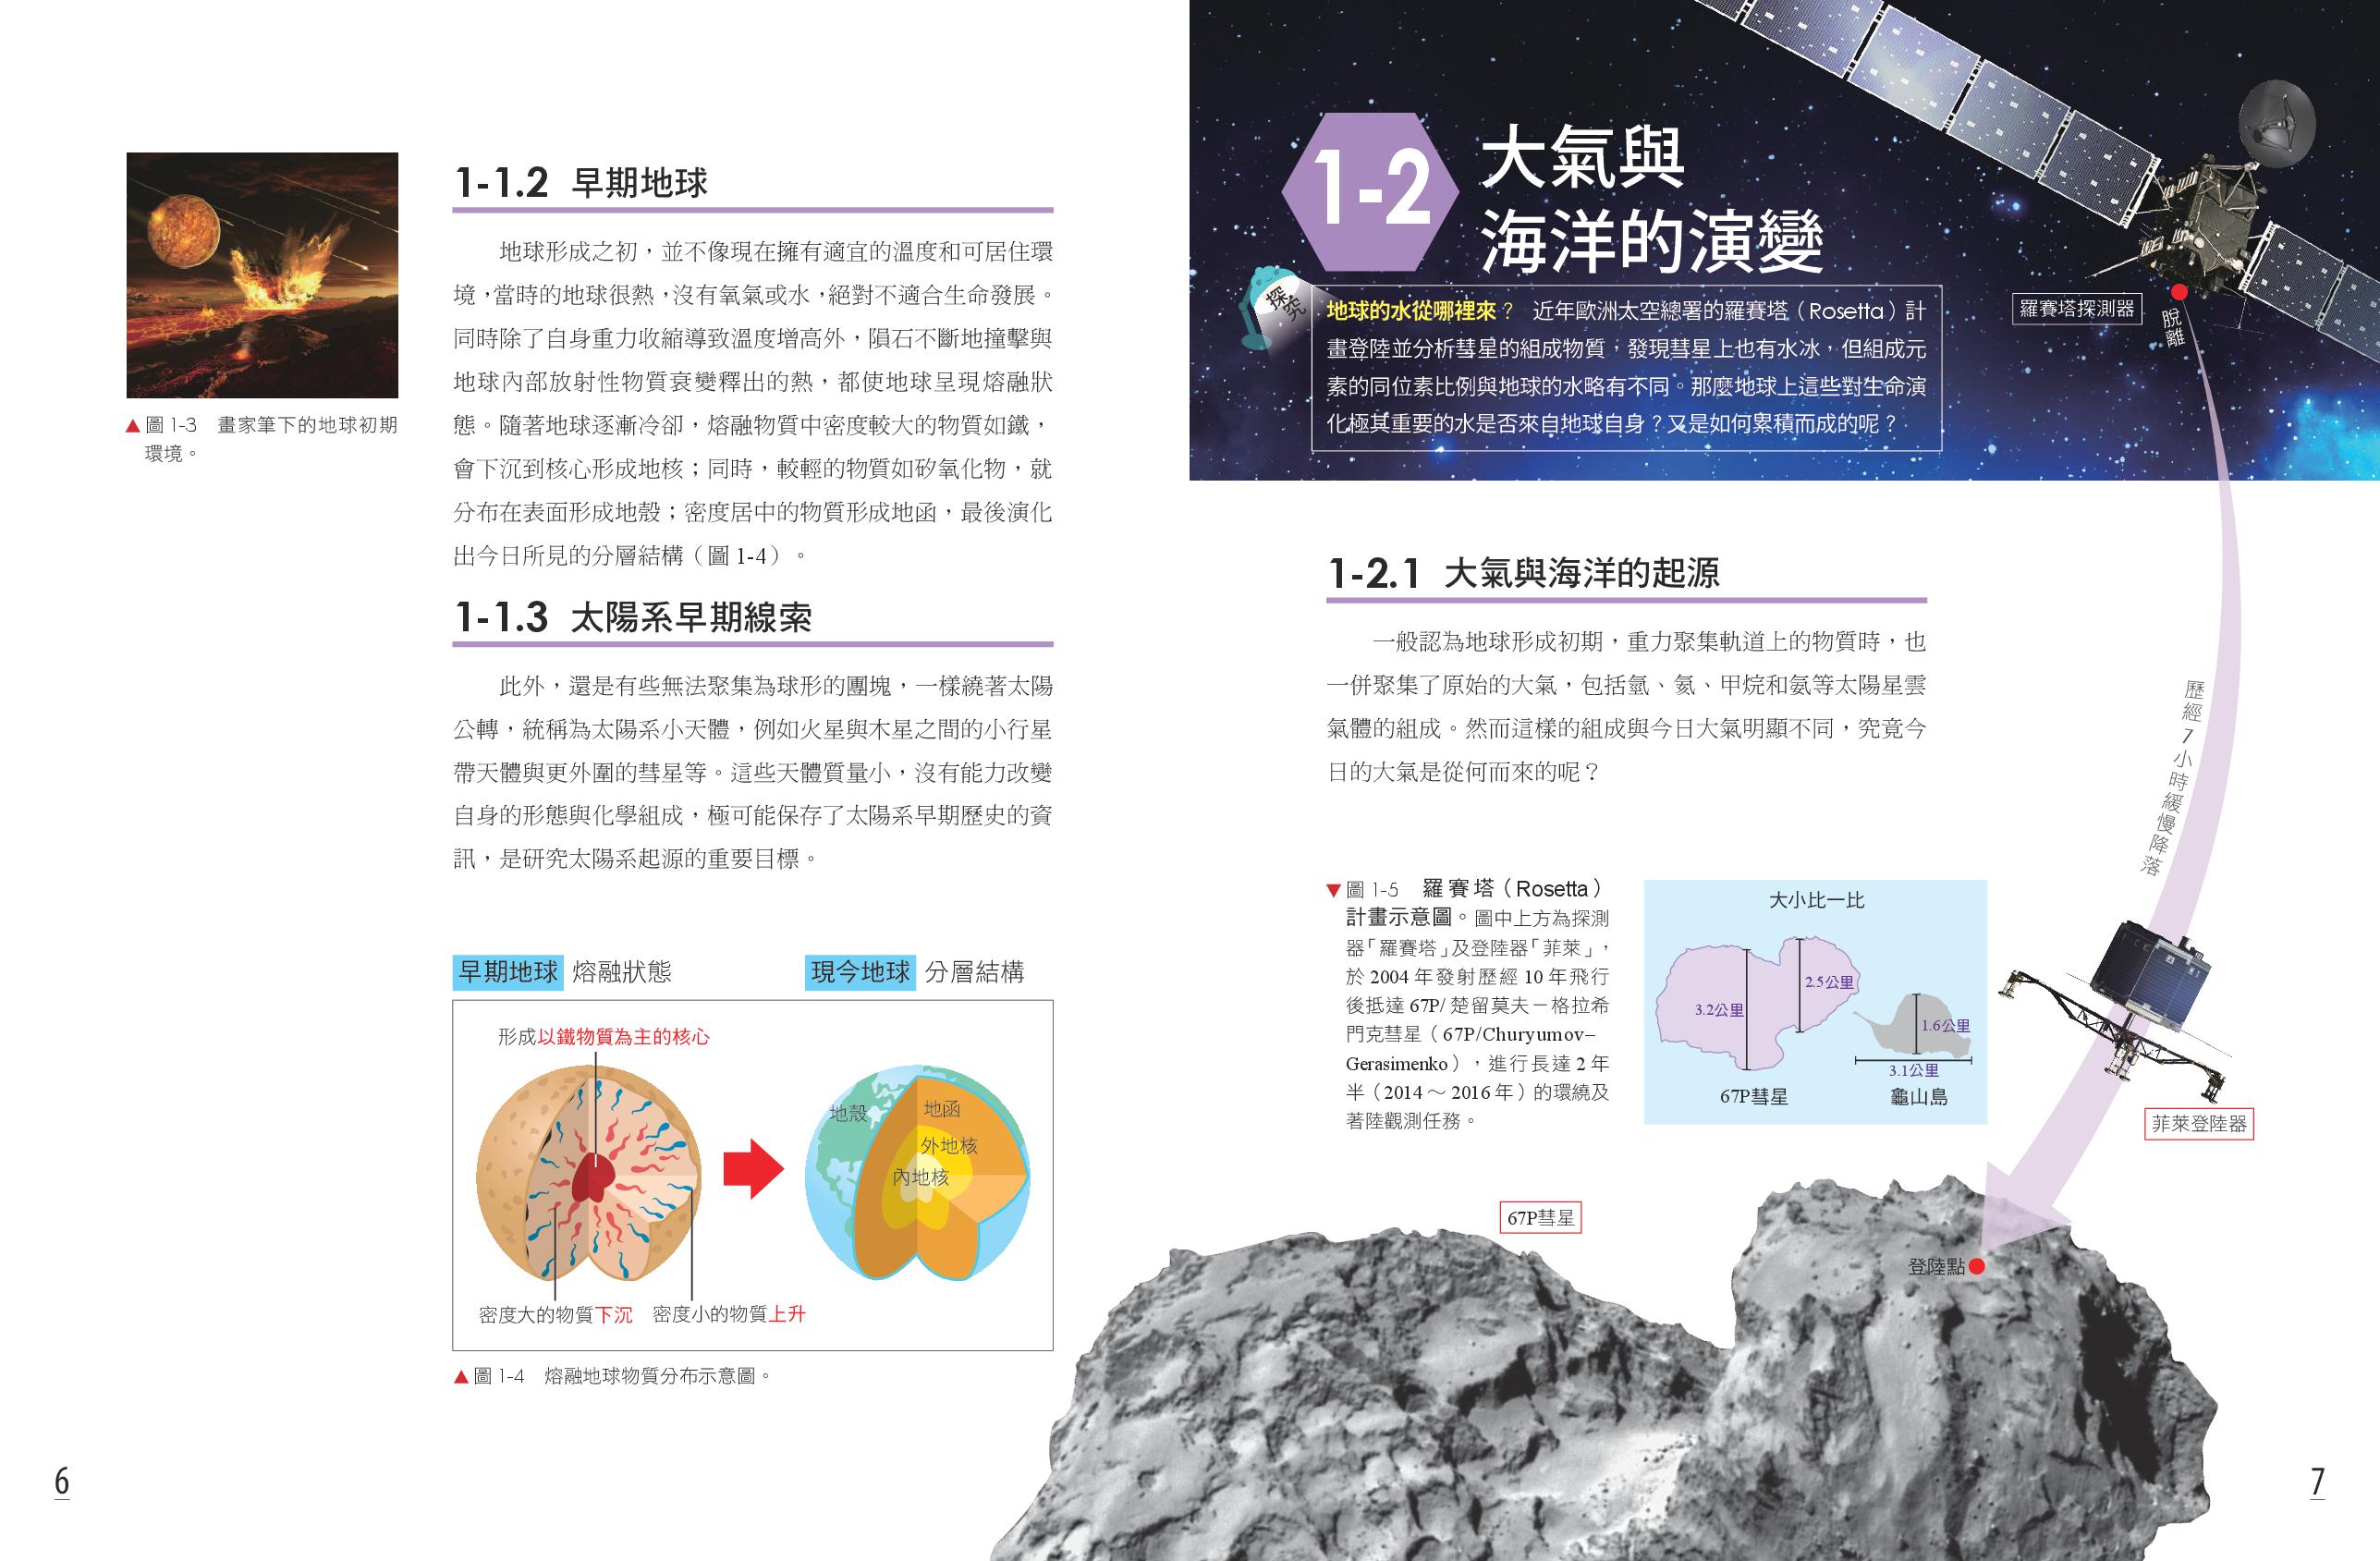 1-1.2 早期地球
地球形成之初，並不像現在擁有適宜的溫度和可居住環
境，當時的地球很熱，沒有氧氣或水，絕對不適合生命發展。
同時除了自身重力收縮導致溫度增高外，隕石不斷地撞擊與
地球內部放射性物質衰變釋出的熱，都使地球呈現熔融狀
態。隨著地球逐漸冷卻，熔融物質中密度較大的物質如鐵，
會下沉到核心形成地核；同時，較輕的物質如矽氧化物，就
分布在表面形成地殼；密度居中的物質形成地函，最後演化
出今日所見的分層結構（圖 1-4）。
▲圖 1-3　畫家筆下的地球初期
環境。
1-1.3 太陽系早期線索
此外，還是有些無法聚集為球形的團塊，一樣繞著太陽
公轉，統稱為太陽系小天體，例如火星與木星之間的小行星
帶天體與更外圍的彗星等。這些天體質量小，沒有能力改變
自身的形態與化學組成，極可能保存了太陽系早期歷史的資
訊，是研究太陽系起源的重要目標。
早期地球 熔融狀態
現今地球 分層結構
形成以鐵物質為主的核心
地殼
地函
外地核
內地核
密度大的物質下沉
密度小的物質上升
▲圖 1-4　熔融地球物質分布示意圖。
6
1-2
大氣與
海洋的演變
探究
地球的水從哪裡來？　近年歐洲太空總署的羅賽塔（Rosetta）計
畫登陸並分析彗星的組成物質，發現彗星上也有水冰，但組成元
素的同位素比例與地球的水略有不同。那麼地球上這些對生命演
化極其重要的水是否來自地球自身？又是如何累積而成的呢？
羅賽塔探測器
脫離
1-2.1 大氣與海洋的起源
一般認為地球形成初期，重力聚集軌道上的物質時，也
一併聚集了原始的大氣，包括氫、氦、甲烷和氨等太陽星雲
氣體的組成。然而這樣的組成與今日大氣明顯不同，究竟今
日的大氣是從何而來的呢？
歷經7小時緩慢降落
▼圖 1-5　羅賽塔（Rosetta）
計畫示意圖。圖中上方為探測
器「羅賽塔」及登陸器「菲萊」，
於 2004 年發射歷經 10 年飛行
後抵達 67P/ 楚留莫夫－格拉希
門克彗星（67P/Churyumov–
Gerasimenko），進行長達 2 年
半（2014～2016 年）的環繞及
著陸觀測任務。
大小比一比
3.2公里
2.5公里
1.6公里
3.1公里
67P彗星
龜山島
菲萊登陸器
67P彗星
登陸點
7